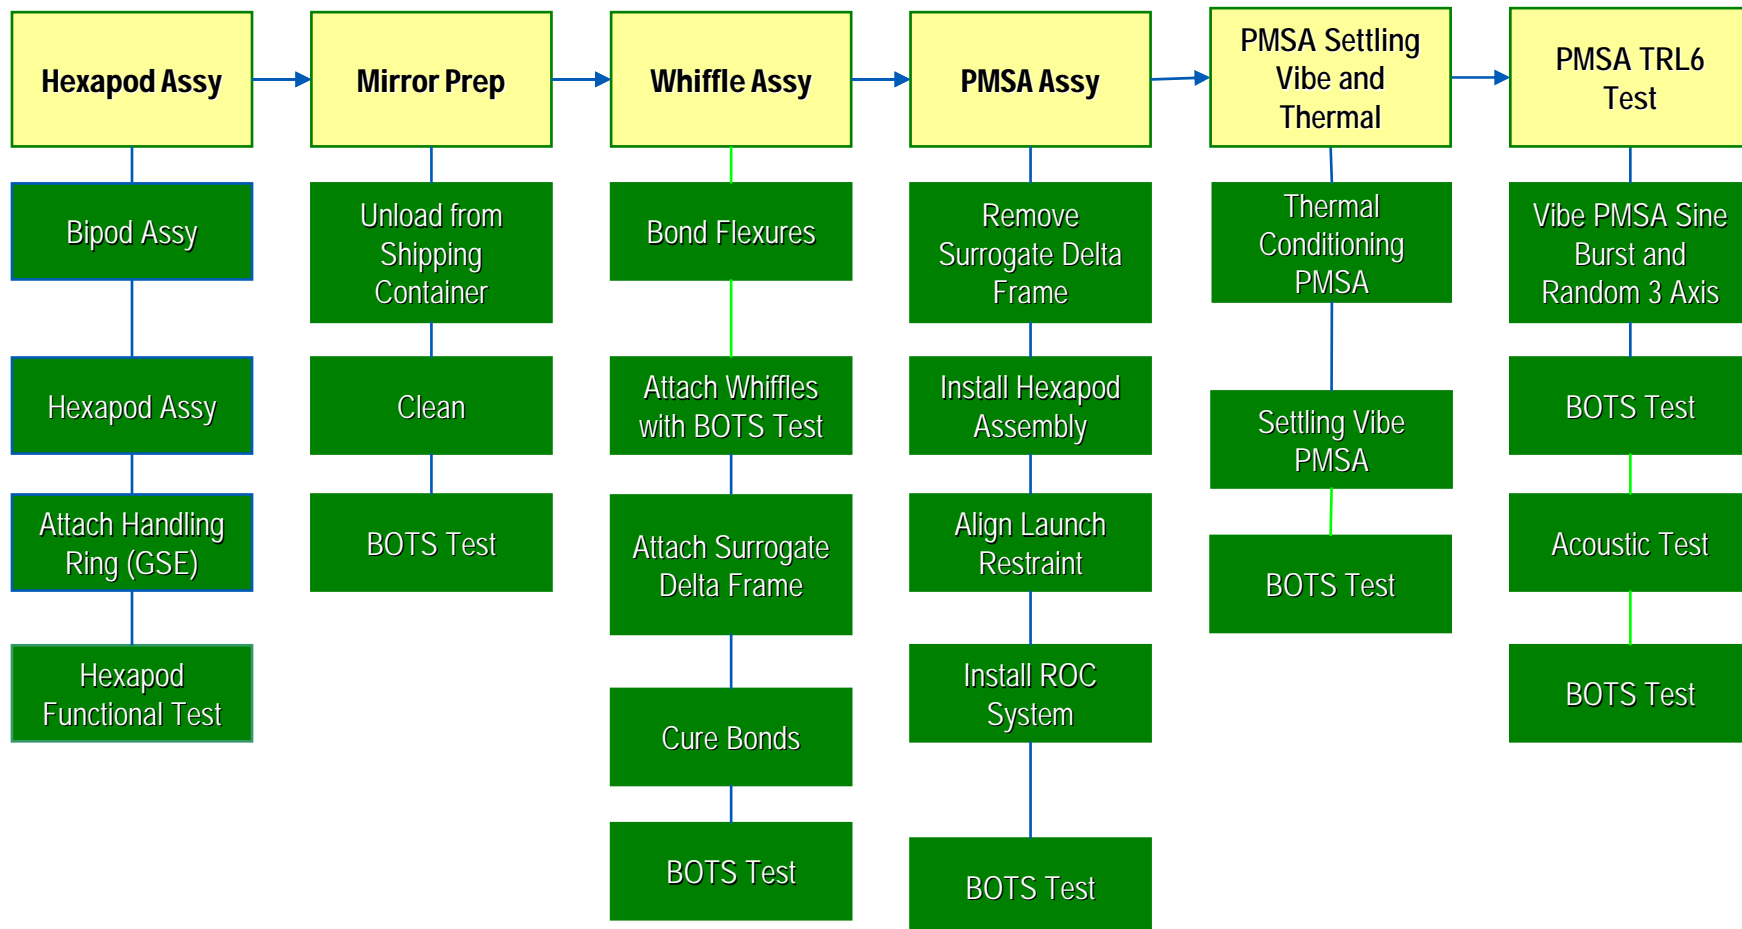 Hexapod Assy
Mirror Prep
Whiffle Assy
PMSA Assy
PMSA Settling
Vibe and
Thermal
PMSA TRL6
Test
Bipod Assy
Hexapod Assy
Attach Handling
Ring (GSE)
Hexapod
Functional Test
Unload from
Shipping
Container
Clean
BOTS Test
Bond Flexures
Attach Whiffles
with BOTS Test
Attach Surrogate
Delta Frame
Cure Bonds
BOTS Test
Remove
Surrogate Delta
Frame
Install Hexapod
Assembly
Align Launch
Restraint
Install ROC
System
BOTS Test
Thermal
Conditioning
PMSA
Settling Vibe
PMSA
BOTS Test
Vibe PMSA Sine
Burst and
Random 3 Axis
BOTS Test
Acoustic Test
BOTS Test